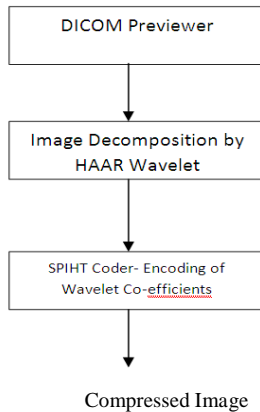 DICOM Previewer
Image Decomposition by
HAAR Wavelet
SPIHT Coder- Encoding of
Wavelet Co-efficients
Compressed Image